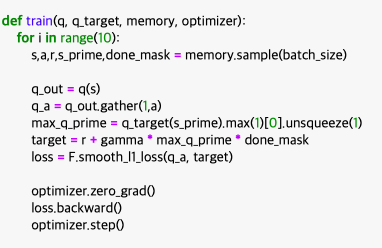 def train(q, q_target, memory, optimizer):
    for i in range(10):
        s,a,r,s_prime,done_mask = memory.sample(batch_size)

        q_out = q(s)
        q_a = q_out.gather(1,a)
        max_q_prime = q_target(s_prime).max(1)[0].unsqueeze(1)
        target = r + gamma * max_q_prime * done_mask
        loss = F.smooth_l1_loss(q_a, target)

        optimizer.zero_grad()
        loss.backward()
        optimizer.step()